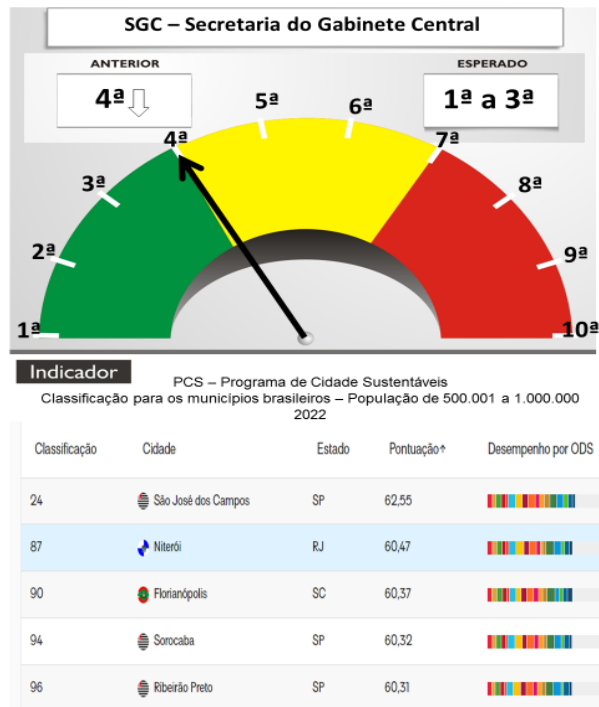 SGC – Secretaria do Gabinete Central
ANTERIOR
4ª
ESPERADO
1ª a 3ª
1ª
2ª
3ª
4ª
5ª
6ª
7ª
8ª
9ª
10ª
Indicador
PCS – Programa de Cidade Sustentáveis
Classificação para os municípios brasileiros – População de 500.001 a 1.000.000
2022
Classificação Cidade Estado Pontuação↑ Desempenho por ODS
24 São José dos Campos SP 62,55
87 Niterói RJ 60,47
90 Florianópolis SC 60,37
94 Sorocaba SP 60,32
96 Ribeirão Preto SP 60,31